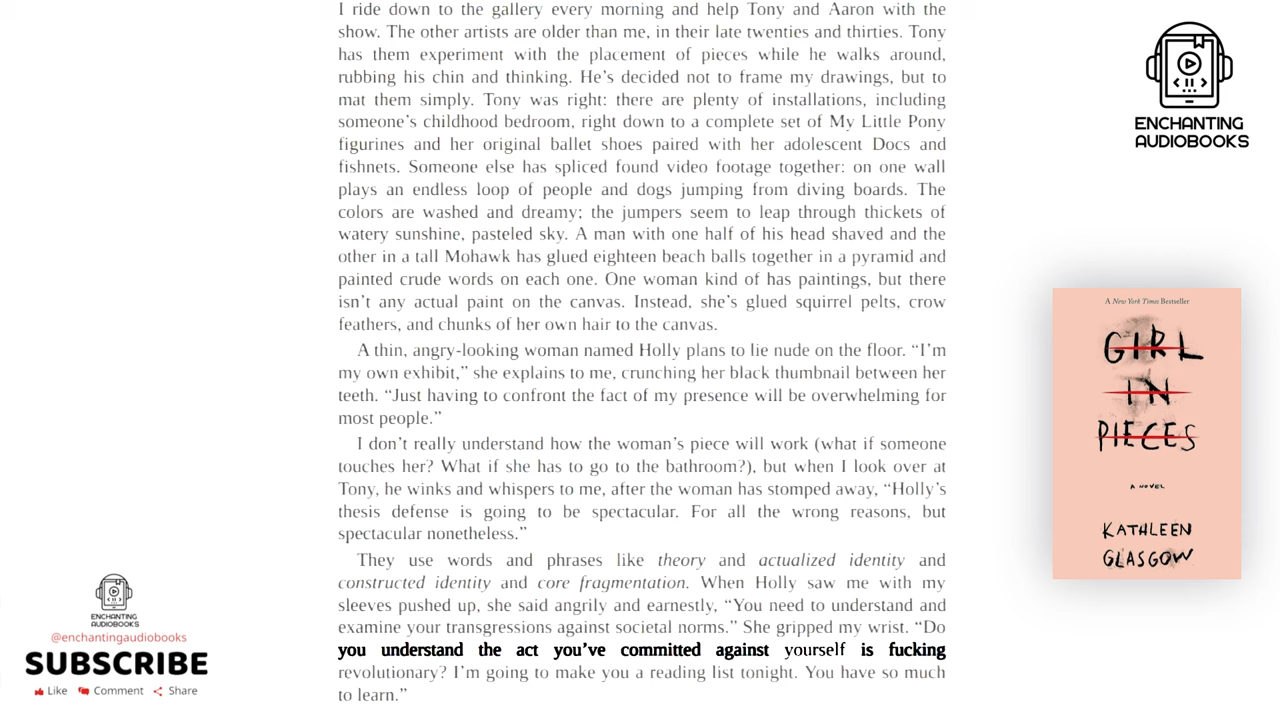 I ride down to the gallery every morning and help Tony and Aaron with the
show. The other artists are older than me, in their late twenties and thirties. Tony
has them experiment with the placement of pieces while he walks around,
rubbing his chin and thinking. He’s decided not to frame my drawings, but to
mat them simply. Tony was right: there are plenty of installations, including
someone’s childhood bedroom, right down to a complete set of My Little Pony
figurines and her original ballet shoes paired with her adolescent Docs and
fishnets. Someone else has spliced found video footage together: on one wall
plays an endless loop of people and dogs jumping from diving boards. The
colors are washed and dreamy; the jumpers seem to leap through thickets of
watery sunshine, pasteled sky. A man with one half of his head shaved and the
other in a tall Mohawk has glued eighteen beach balls together in a pyramid and
painted crude words on each one. One woman kind of has paintings, but there
isn’t any actual paint on the canvas. Instead, she’s glued squirrel pelts, crow
feathers, and chunks of her own hair to the canvas.
A thin, angry-looking woman named Holly plans to lie nude on the floor. “I’m
my own exhibit,” she explains to me, crunching her black thumbnail between her
teeth. “Just having to confront the fact of my presence will be overwhelming for
most people.”
I don’t really understand how the woman’s piece will work (what if someone
touches her? What if she has to go to the bathroom?), but when I look over at
Tony, he winks and whispers to me, after the woman has stomped away, “Holly’s
thesis defense is going to be spectacular. For all the wrong reasons, but
spectacular nonetheless.”
They use words and phrases like theory and actualized identity and
constructed identity and core fragmentation. When Holly saw me with my
sleeves pushed up, she said angrily and earnestly, “You need to understand and
examine your transgressions against societal norms.” She gripped my wrist. “Do
you understand the act you’ve committed against yourself is fucking
revolutionary? I’m going to make you a reading list tonight. You have so much
to learn.”
ENCHANTING
AUDIOBOOKS
A New York Times Bestseller
GIRL
IN
PIECES
A NOVEL
KATHLEEN
GLASGOW
ENCHANTING
AUDIOBOOKS
@enchantingaudiobooks
SUBSCRIBE
Like Comment Share